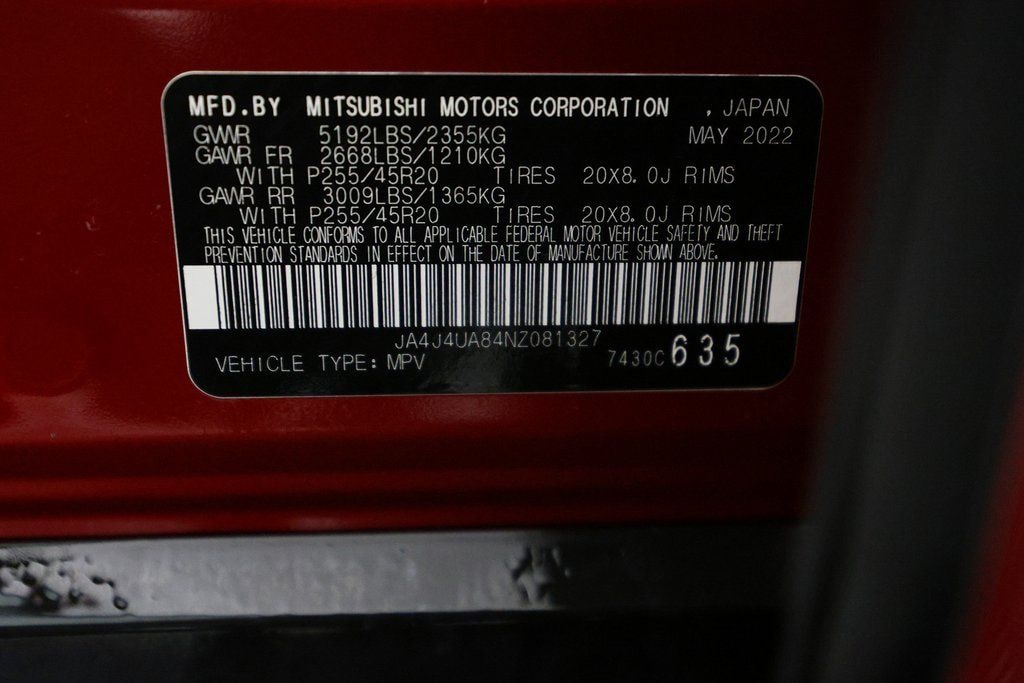 MFD.BY MITSUBISHI MOTORS CORPORATION , JAPAN
GVWR 5192LBS/2355KG MAY 2022
GAWR FR 2668LBS/1210KG
WITH P255/45R20 TIRES 20X8.0J RIMS
GAWR RR 3009LBS/1365KG
WITH P255/45R20 TIRES 20X8.0J RIMS
THIS VEHICLE CONFORMS TO ALL APPLICABLE FEDERAL MOTOR VEHICLE SAFETY AND THEFT
PREVENTION STANDARDS IN EFFECT ON THE DATE OF MANUFACTURE SHOWN ABOVE.
JA4J4UA84NZ081327
VEHICLE TYPE: MPV 7430C 635